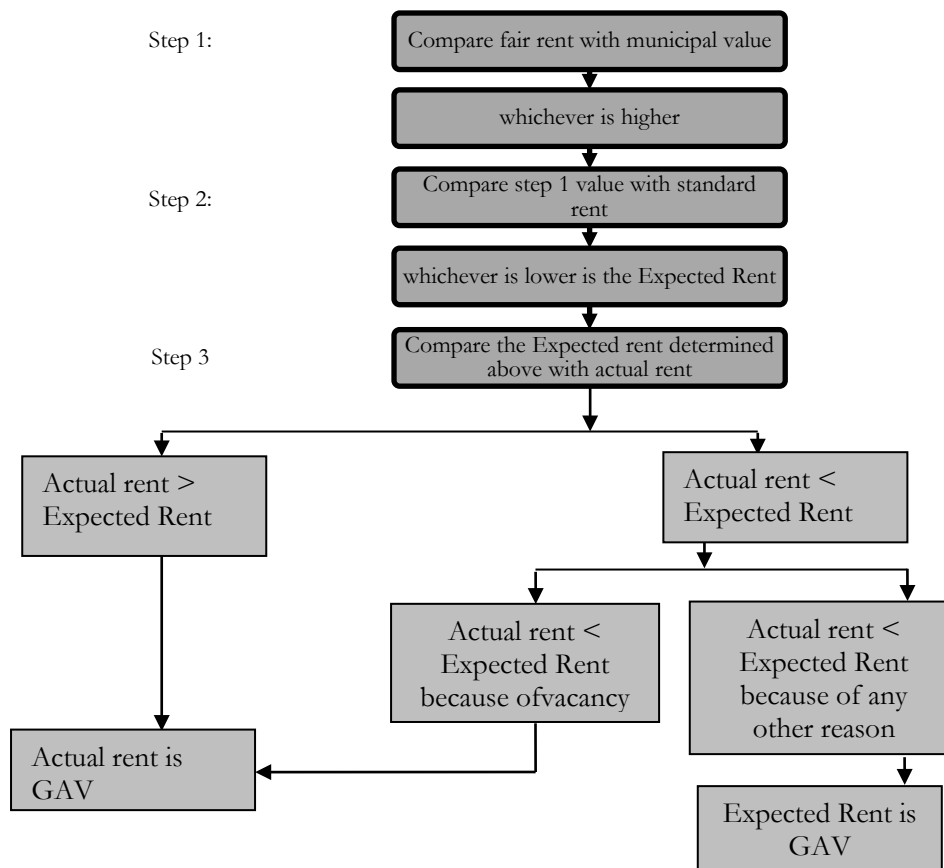 Step 1:
Compare fair rent with municipal value
whichever is higher
Step 2:
Compare step 1 value with standard
rent
whichever is lower is the Expected Rent
Step 3
Compare the Expected rent determined
above with actual rent
Actual rent >
Expected Rent
Actual rent <
Expected Rent
Actual rent <
Expected Rent
because ofvacancy
Actual rent <
Expected Rent
because of any
other reason
Actual rent is
GAV
Expected Rent is
GAV